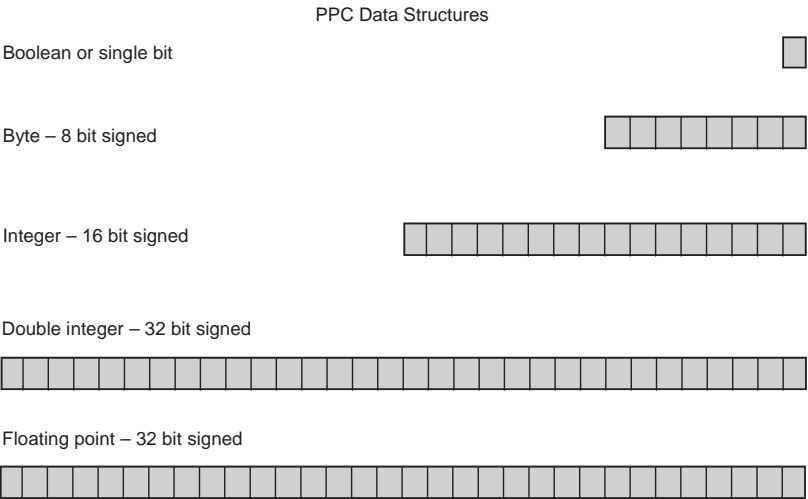 PPC Data Structures
Boolean or single bit
Byte – 8 bit signed
Integer – 16 bit signed
Double integer – 32 bit signed
Floating point – 32 bit signed